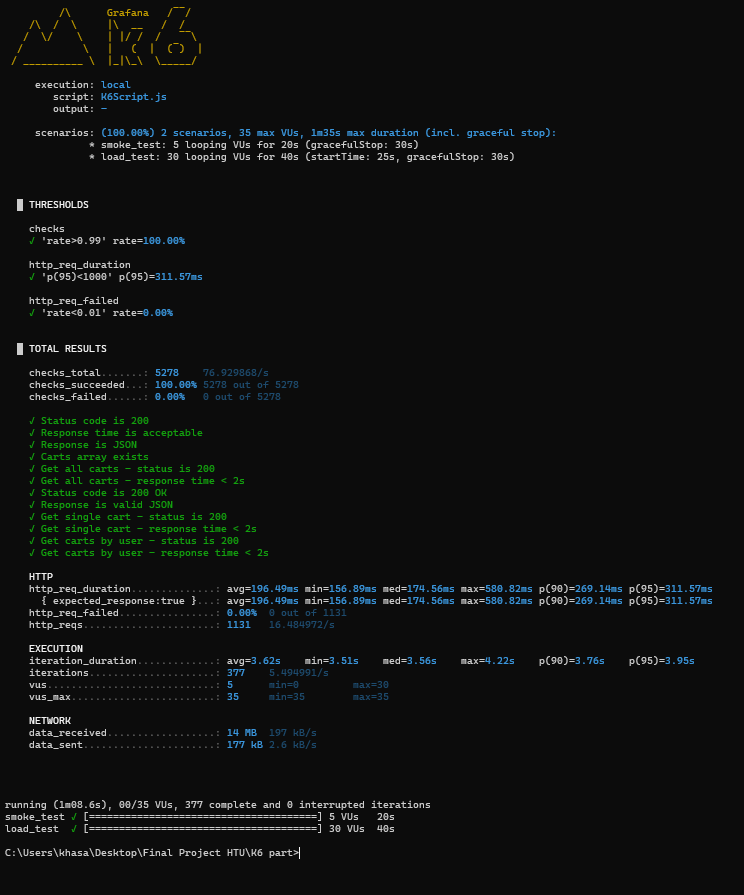 Grafana
execution: local
script: K6Script.js
output: -
scenarios: (100.00%) 2 scenarios, 35 max VUs, 1m35s max duration (incl. graceful stop):
* smoke_test: 5 looping VUs for 20s (gracefulStop: 30s)
* load_test: 30 looping VUs for 40s (startTime: 25s, gracefulStop: 30s)
THRESHOLDS
checks
✓ 'rate>0.99' rate=100.00%
http_req_duration
✓ 'p(95)<1000' p(95)=311.57ms
http_req_failed
✓ 'rate<0.01' rate=0.00%
TOTAL RESULTS
checks_total.......: 5278 76.929868/s
checks_succeeded...: 100.00% 5278 out of 5278
checks_failed......: 0.00% 0 out of 5278
✓ Status code is 200
✓ Response time is acceptable
✓ Response is JSON
✓ Carts array exists
✓ Get all carts - status is 200
✓ Get all carts - response time < 2s
✓ Status code is 200 OK
✓ Response is valid JSON
✓ Get single cart - status is 200
✓ Get single cart - response time < 2s
✓ Get carts by user - status is 200
✓ Get carts by user - response time < 2s
HTTP
http_req_duration..............: avg=196.49ms min=156.89ms med=174.56ms max=580.82ms p(90)=269.14ms p(95)=311.57ms
{ expected_response:true }...: avg=196.49ms min=156.89ms med=174.56ms max=580.82ms p(90)=269.14ms p(95)=311.57ms
http_req_failed................: 0.00% 0 out of 1131
http_reqs......................: 1131 16.484972/s
EXECUTION
iteration_duration.............: avg=3.62s min=3.51s med=3.56s max=4.22s p(90)=3.76s p(95)=3.95s
iterations.....................: 377 5.494991/s
vus............................: 5 min=0 max=30
vus_max........................: 35 min=35 max=35
NETWORK
data_received..................: 14 MB 197 kB/s
data_sent......................: 177 kB 2.6 kB/s
running (1m08.6s), 00/35 VUs, 377 complete and 0 interrupted iterations
smoke_test ✓ [======================================] 5 VUs 20s
load_test ✓ [======================================] 30 VUs 40s
C:\Users\khasa\Desktop\Final Project HTU\K6 part>